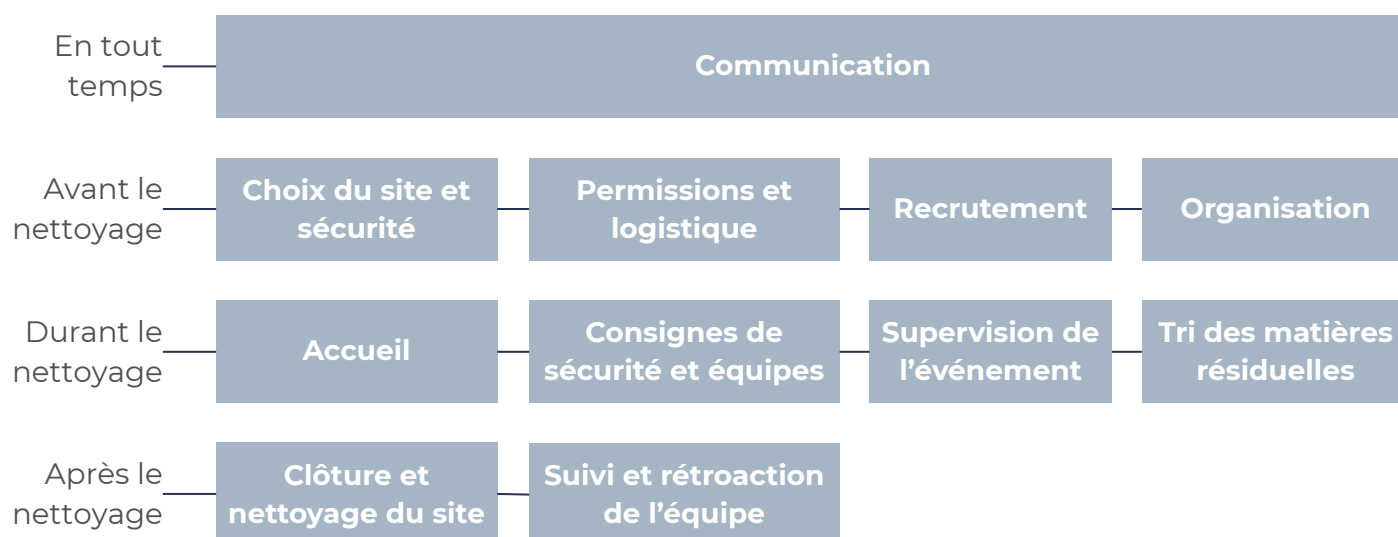 En tout
temps
Communication
Avant le
nettoyage
Choix du site et
sécurité
Permissions et
logistique
Recrutement
Organisation
Durant le
nettoyage
Accueil
Consignes de
sécurité et équipes
Supervision de
l’événement
Tri des matières
résiduelles
Après le
nettoyage
Clôture et
nettoyage du site
Suivi et rétroaction
de l’équipe